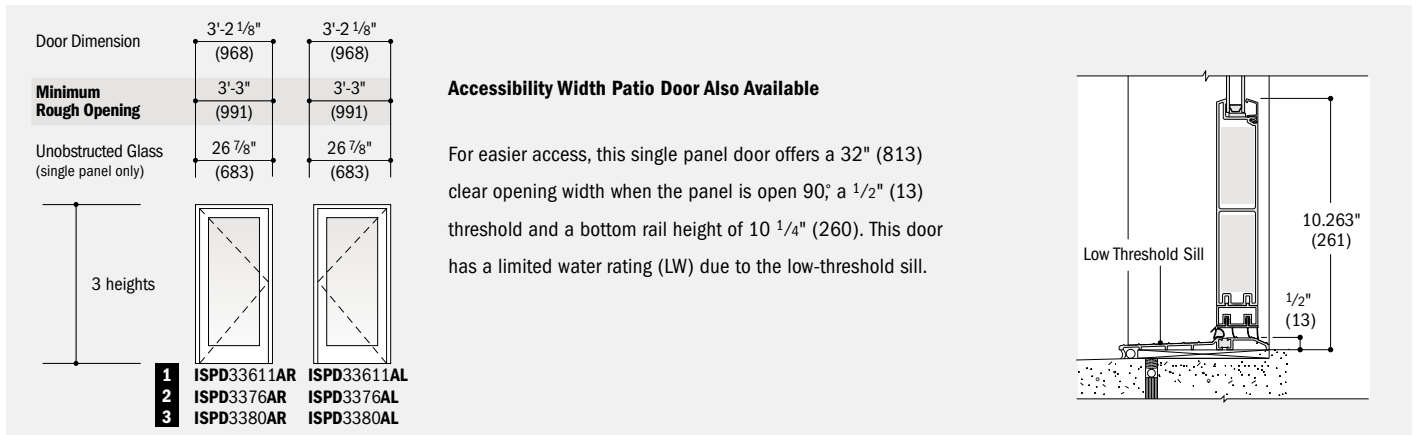 Door Dimension
3'-2 1/8"
(968)
3'-2 1/8"
(968)
Minimum
Rough Opening
3'-3"
(991)
3'-3"
(991)
Unobstructed Glass
(single panel only)
26 7/8"
(683)
26 7/8"
(683)
3 heights
1 ISPD33611AR ISPD33611AL
2 ISPD3376AR ISPD3376AL
3 ISPD3380AR ISPD3380AL
Accessibility Width Patio Door Also Available
For easier access, this single panel door offers a 32" (813)
clear opening width when the panel is open 90,° a 1/2" (13)
threshold and a bottom rail height of 10 1/4" (260). This door
has a limited water rating (LW) due to the low-threshold sill.
Low Threshold Sill
10.263"
(261)
1/2"
(13)